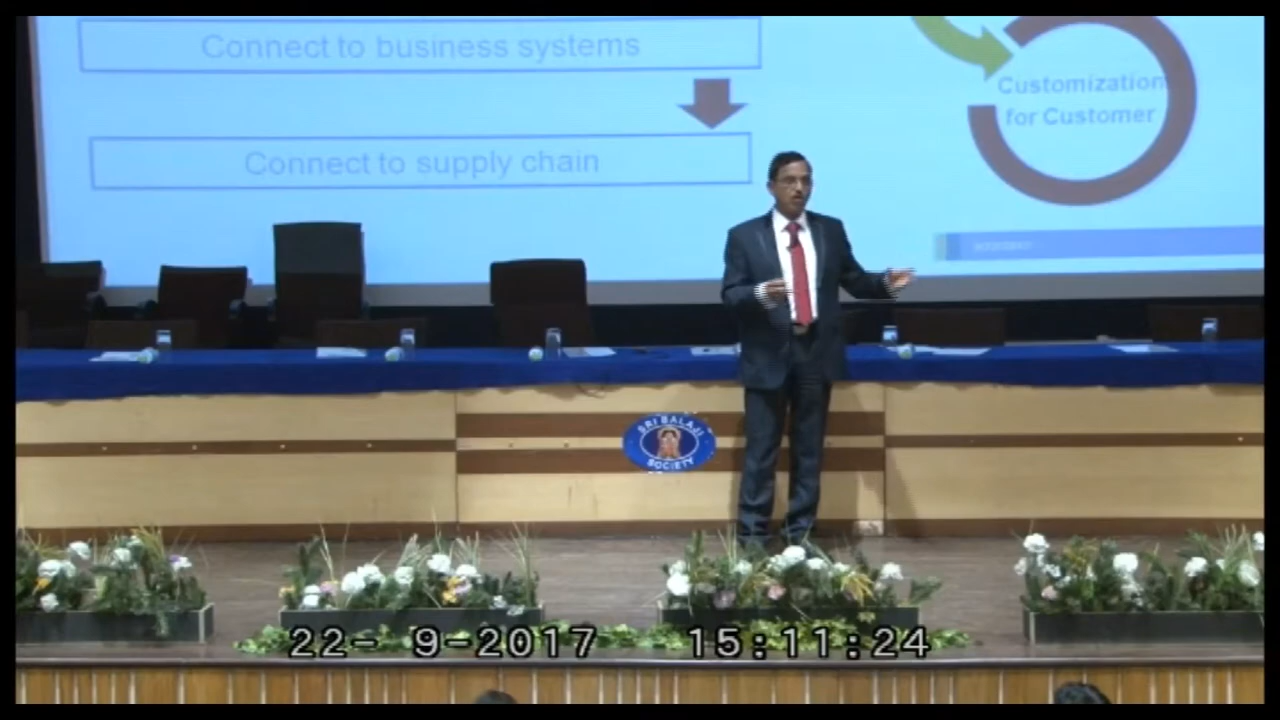 Connect to business systems
Customization
for Customer
Connect to supply chain
SRI BALAJI
SOCIETY
22- 9-2017 15:11:24